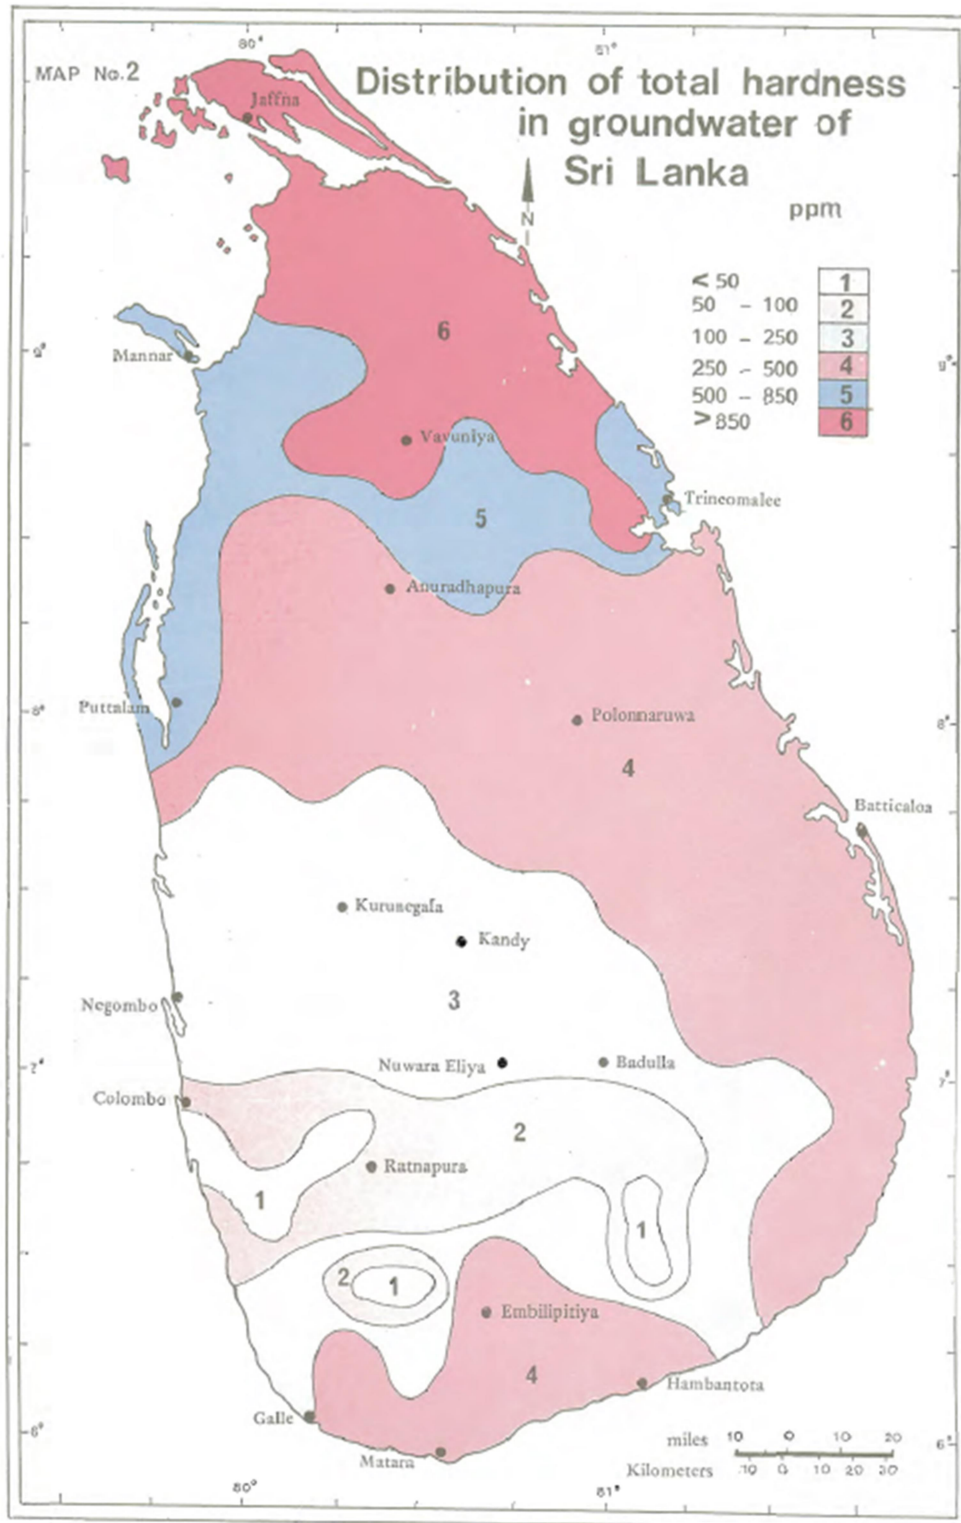 80°
81°
MAP No.2
Distribution of total hardness
in groundwater of
Sri Lanka
Jaffna
ppm
N
< 50 1
50 - 100 2
100 - 250 3
250 - 500 4
500 - 850 5
> 850 6
6
9°
Mannar
9°
Vavuniya
Trincomalee
5
Anuradhapura
Puttalam
8°
Polonnaruwa
8°
4
Batticaloa
Kurunegala
Kandy
Negombo
3
7°
Nuwara Eliya
Badulla
7°
Colombo
2
Ratnapura
1
1
2
1
Embilipitiya
4
Hambantota
Galle
6°
Matara
6°
miles 10 0 10 20
Kilometers 10 0 10 20 30
80°
81°